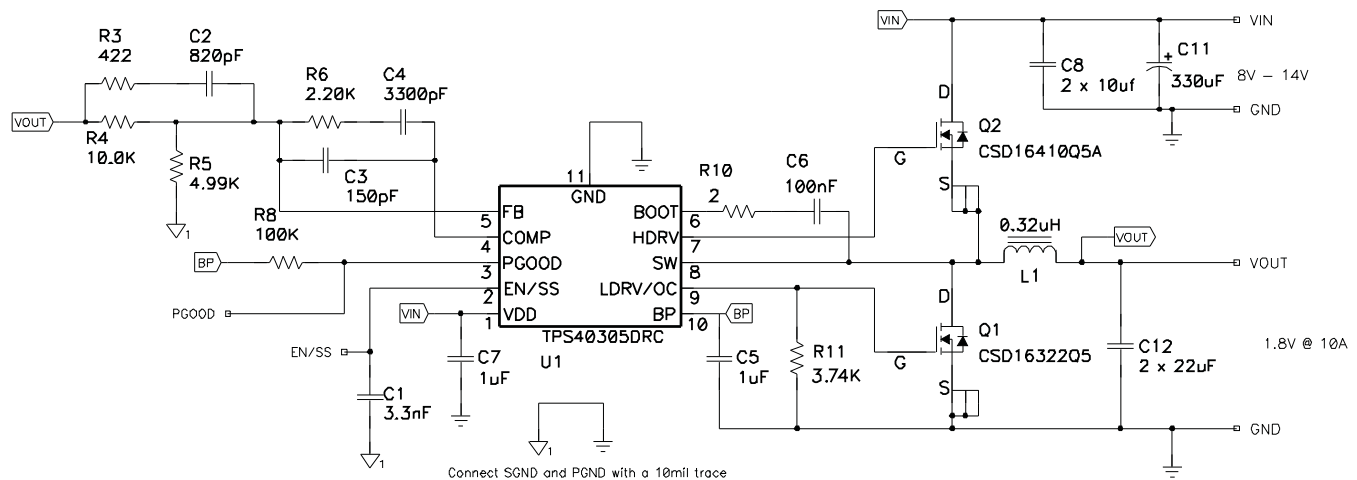 VIN
VIN
R3
422
C2
820pF
R6
2.20K
C4
3300pF
C8
2 x 10uf
C11
330uF
+
8V – 14V
D
VOUT
R4
10.0K
R5
4.99K
C3
150pF
GND
Q2
CSD16410Q5A
G
S
R10
2
C6
100nF
11
GND
1
R8
100K
FB
5
COMP
4
PGOOD
3
EN/SS
2
VDD
1
BOOT
6
HDRV
7
SW
8
LDRV/OC
9
BP
10
TPS40305DRC
U1
0.32uH
L1
VOUT
VOUT
BP
PGOOD
VIN
BP
EN/SS
C7
1uF
C5
1uF
R11
3.74K
D
Q1
CSD16322Q5
G
S
C12
2 x 22uF
1.8V @ 10A
C1
3.3nF
1
1
GND
Connect SGND and PGND with a 10mil trace